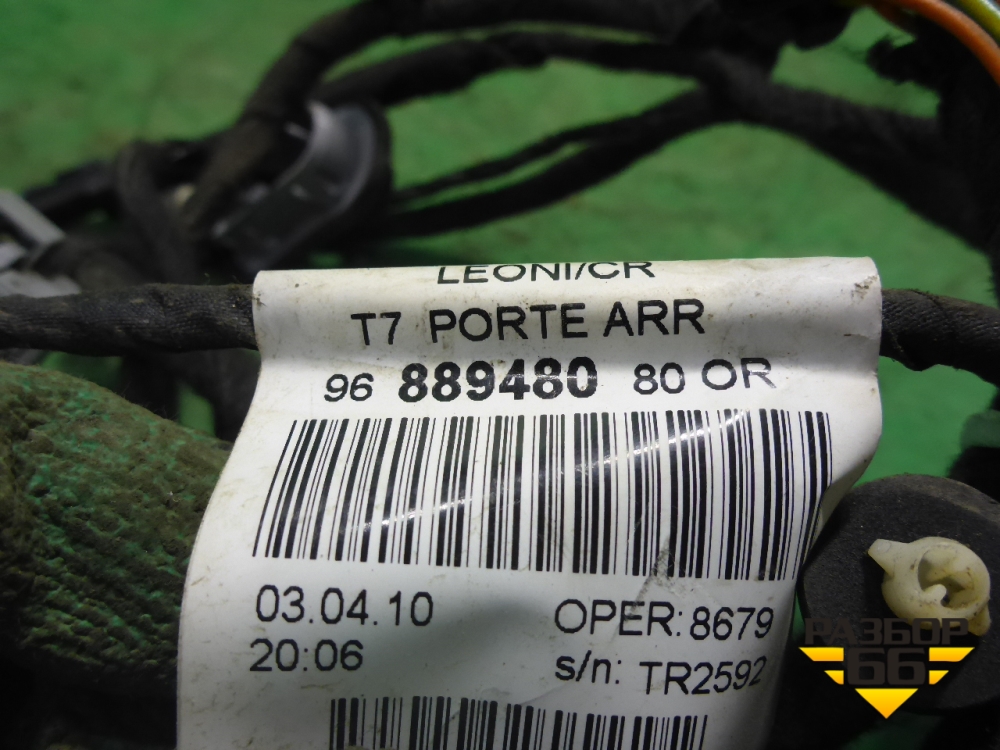 LEONI/CR
T7 PORTE ARR
96 889480 80 OR
03.04.10
20:06
OPER: 8679
s/n: TR2592
РАЗБОР
66